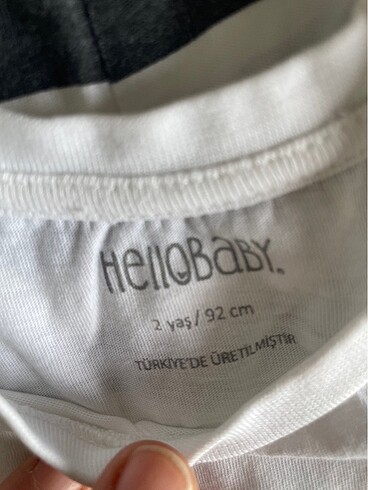 HellOBaBY.
2 yaş / 92 cm
TÜRKİYE'DE ÜRETİLMİŞTİR